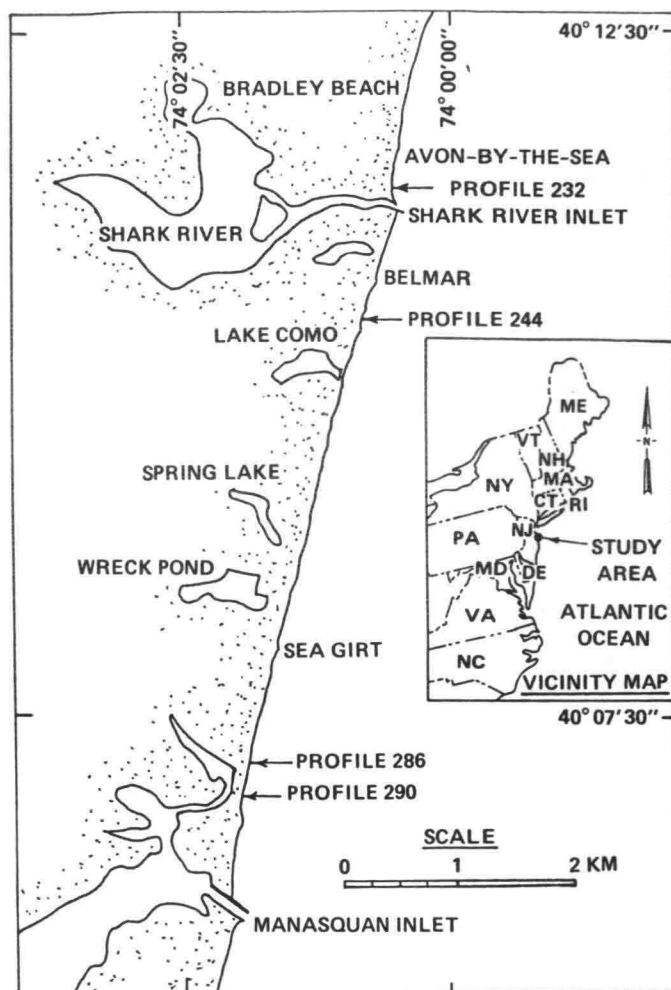 74° 02'30"
74° 00'00"
40° 12'30"
BRADLEY BEACH
AVON-BY-THE-SEA
PROFILE 232
SHARK RIVER INLET
SHARK RIVER
BELMAR
PROFILE 244
LAKE COMO
ME
VT
NH
N
MA
NY
CT
RI
SPRING LAKE
NJ
PA
STUDY
AREA
MD
DE
WRECK POND
VA
ATLANTIC
OCEAN
SEA GIRT
NC
VICINITY MAP
40° 07'30"
PROFILE 286
PROFILE 290
SCALE
0 1 2 KM
MANASQUAN INLET